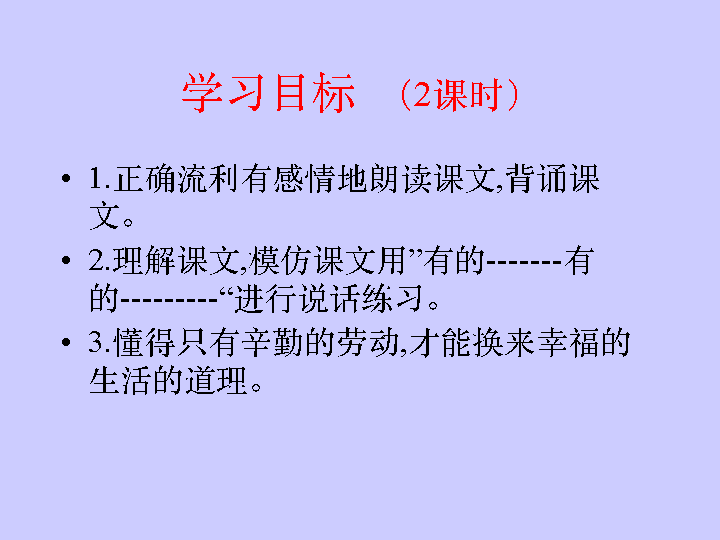 学习目标 （2课时）
• 1.正确流利有感情地朗读课文,背诵课
文。
• 2.理解课文,模仿课文用”有的-------有
的---------“进行说话练习。
• 3.懂得只有辛勤的劳动,才能换来幸福的
生活的道理。